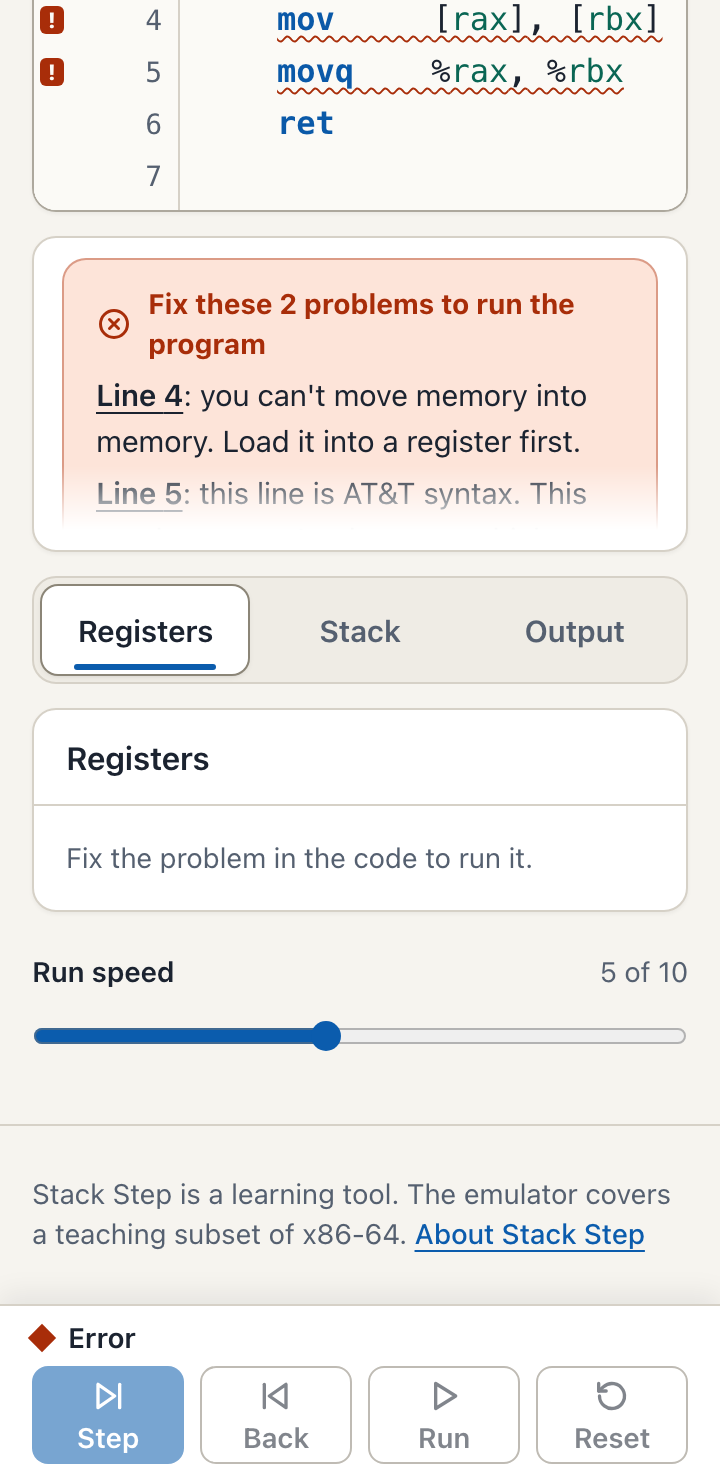 4 mov [rax], [rbx]
5 movq %rax, %rbx
6 ret
7
Fix these 2 problems to run the
program
Line 4: you can't move memory into
memory. Load it into a register first.
Line 5: this line is AT&T syntax. This
Registers Stack Output
Registers
Fix the problem in the code to run it.
Run speed 5 of 10
Stack Step is a learning tool. The emulator covers
a teaching subset of x86-64. About Stack Step
Error
Step Back Run Reset